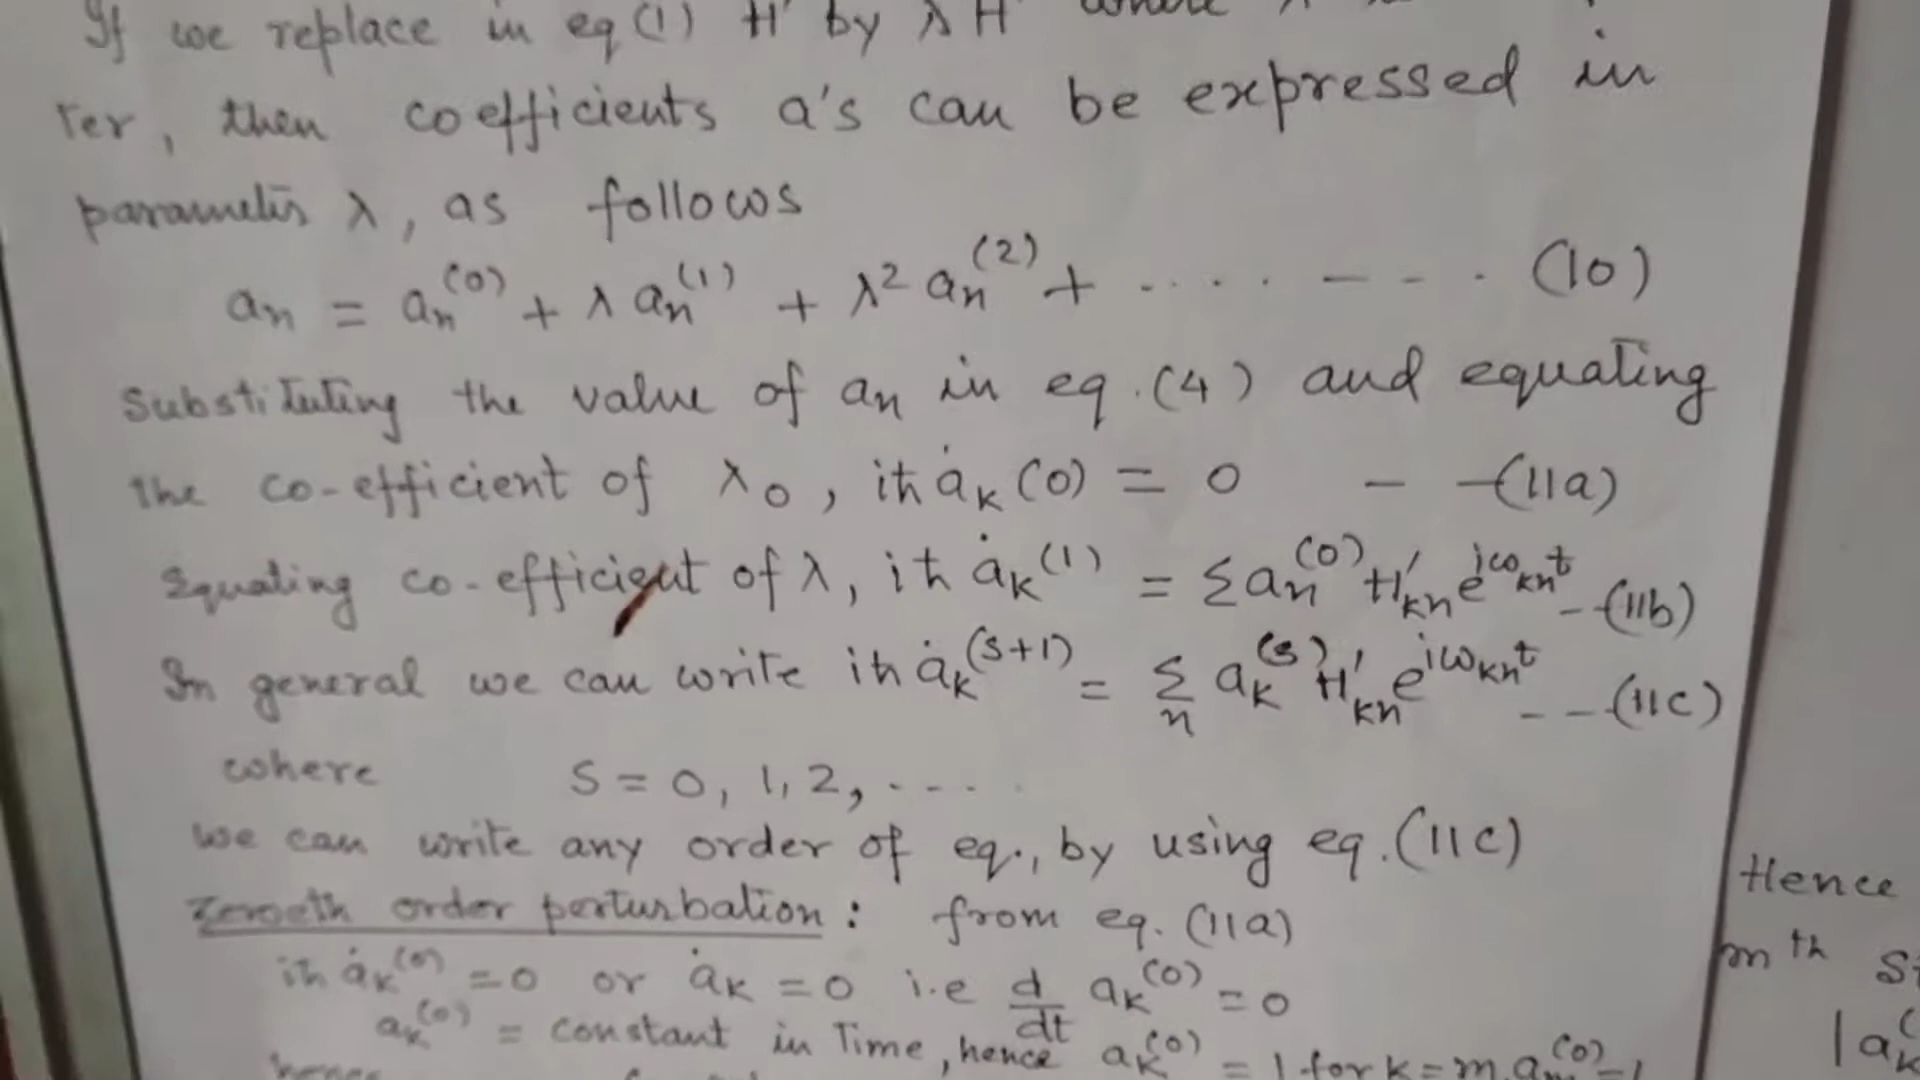 If we replace in eq (1) H' by λ H'
ter, then coefficients a's can be expressed in
parameter λ, as follows
an = an(0) + λ an(1) + λ² an(2) + ..... - - - . (10)
Substituting the value of an in eq. (4) and equating
the co-efficient of λ0, iħ ȧk (0) = 0 - - (11a)
Equating co-efficient of λ, iħ ȧk(1) = Σ an(0) H'kn e^iωknt - - (11b)
In general we can write iħ ȧk(s+1) = Σn ak(s) H'kn e^iωknt - - - (11c)
where S = 0, 1, 2, - - - .
we can write any order of eq., by using eq. (11c)
Zeroeth order perturbation : from eq. (11a)
iħ ȧk(0) = 0 or ȧk = 0 i.e d/dt ak(0) = 0
ak(0) = constant in Time, hence ak(0) = 1 for k = m,
hence
Hence
mth
|ak(